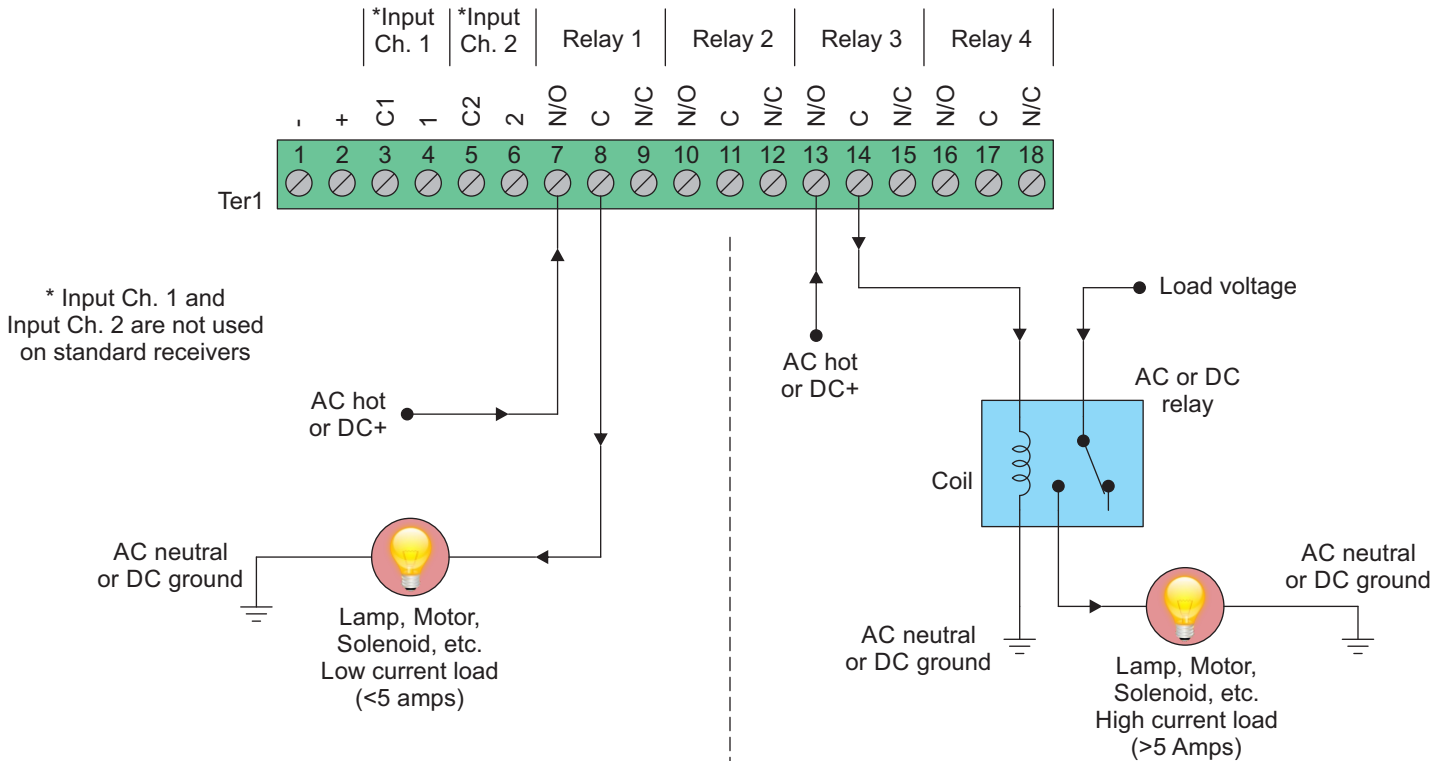 *Input
Ch. 1
*Input
Ch. 2
Relay 1
Relay 2
Relay 3
Relay 4
- + C1 1 C2 2 N/O C N/C N/O C N/C N/O C N/C N/O C N/C
1 2 3 4 5 6 7 8 9 10 11 12 13 14 15 16 17 18
Ter1
* Input Ch. 1 and
Input Ch. 2 are not used
on standard receivers
AC hot
or DC+
AC neutral
or DC ground
Lamp, Motor,
Solenoid, etc.
Low current load
(<5 amps)
AC hot
or DC+
Load voltage
AC or DC
relay
Coil
AC neutral
or DC ground
Lamp, Motor,
Solenoid, etc.
High current load
(>5 Amps)
AC neutral
or DC ground